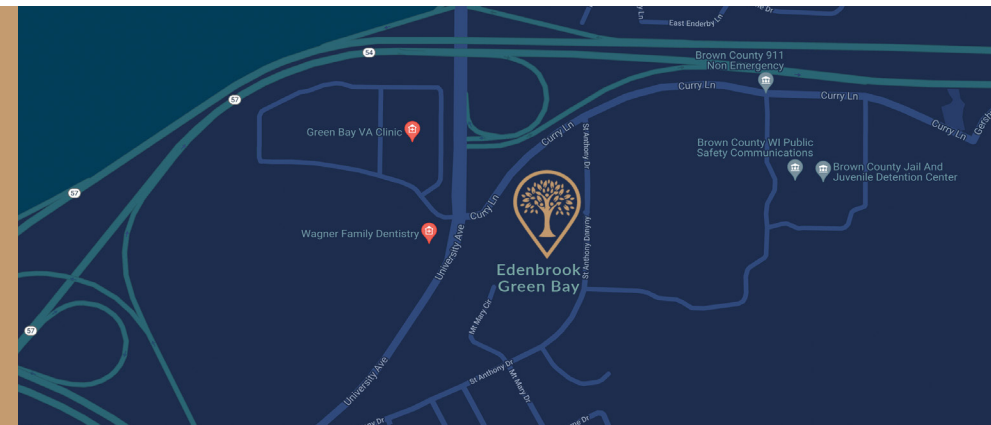 East Enderby Ln
54
Brown County 911
Non Emergency
57
Curry Ln
Curry Ln
Green Bay VA Clinic
Curry Ln
St Anthony Dr
Curry Ln
Brown County WI Public
Safety Communications
Brown County Jail And
Juvenile Detention Center
57
Curry Ln
Wagner Family Dentistry
University Ave
St Anthony Dr
Edenbrook
Green Bay
Mt Mary Cir
57
St Anthony Dr
Mt Mary Dr
University Ave